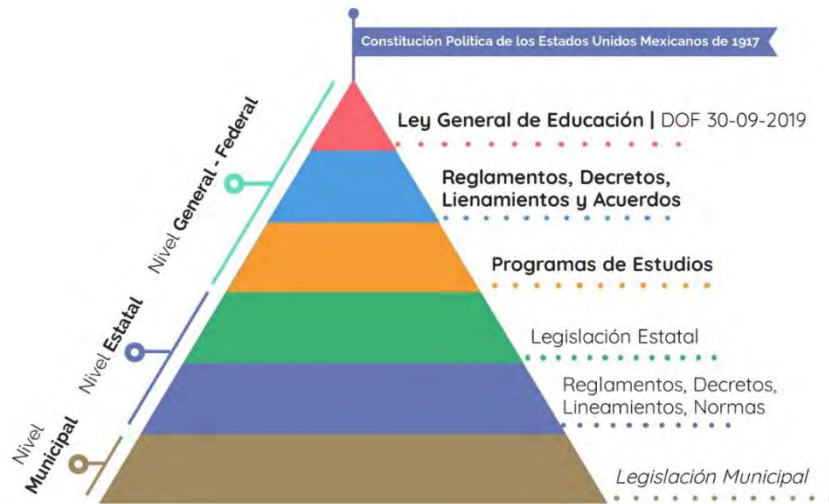 Constitución Política de los Estados Unidos Mexicanos de 1917
Ley General de Educación | DOF 30-09-2019
Reglamentos, Decretos,
Lienamientos y Acuerdos
Programas de Estudios
Legislación Estatal
Reglamentos, Decretos,
Lineamientos, Normas
Legislación Municipal
Nivel General - Federal
Nivel Estatal
Nivel
Municipal